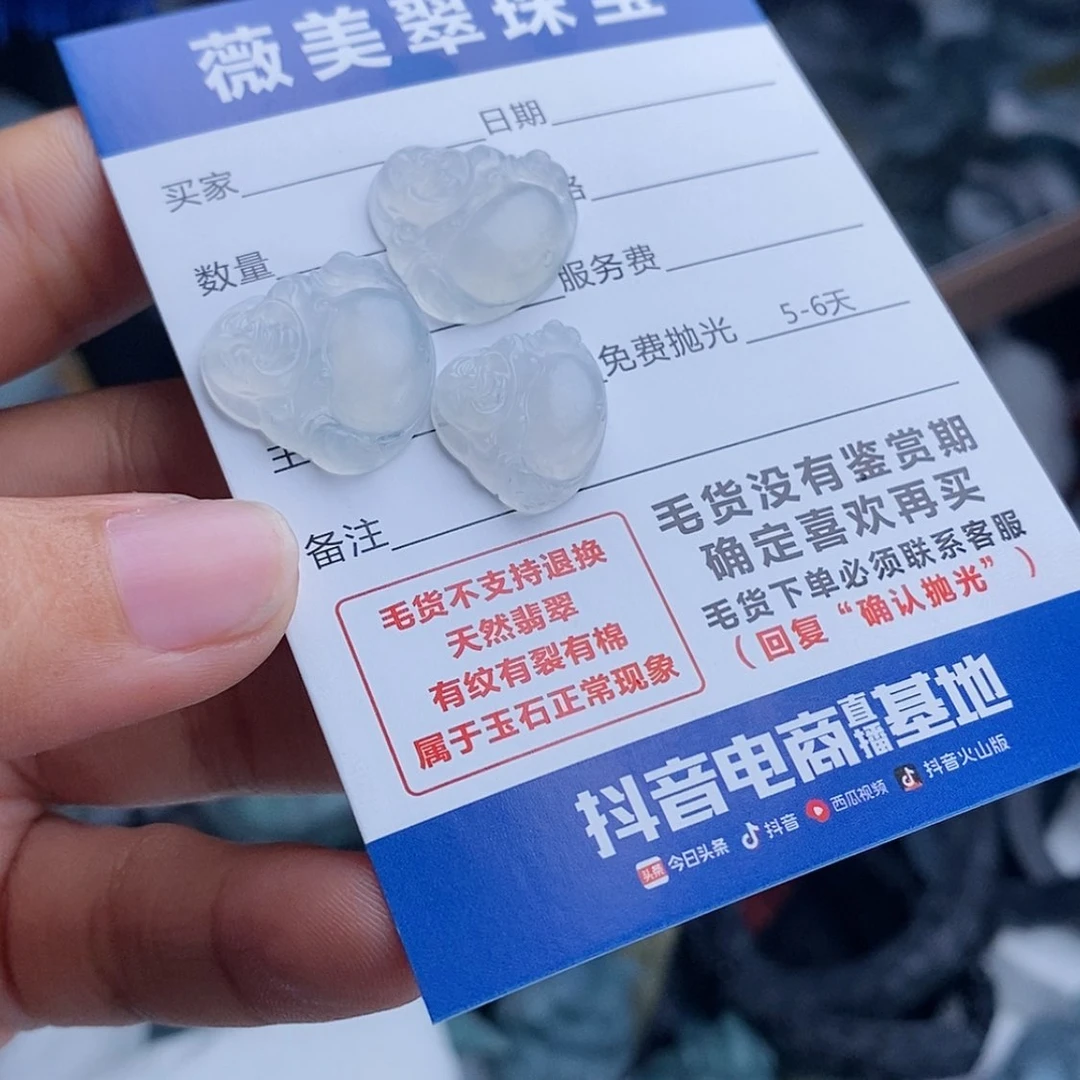 薇美翠珠宝
买家 日期
数量
服务费
免费抛光 5-6天
备注
毛货没有鉴赏期
确定喜欢再买
毛货下单必须联系客服
（回复“确认抛光”）
毛货不支持退换
天然翡翠
有纹有裂有棉
属于玉石正常现象
抖音电商直播基地
头条 今日头条 抖音 西瓜视频 抖音火山版